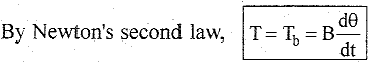 By Newton's second law, T = T_b = B dθ/dt